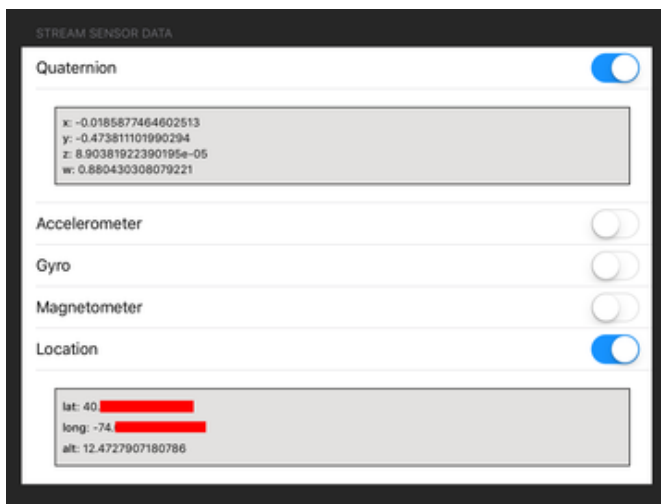 STREAM SENSOR DATA
Quaternion
x: -0.0185877464602513
y: -0.473811101990294
z: 8.90381922390195e-05
w: 0.880430308079221
Accelerometer
Gyro
Magnetometer
Location
lat: 40.
long: -74.
alt: 12.4727907180786